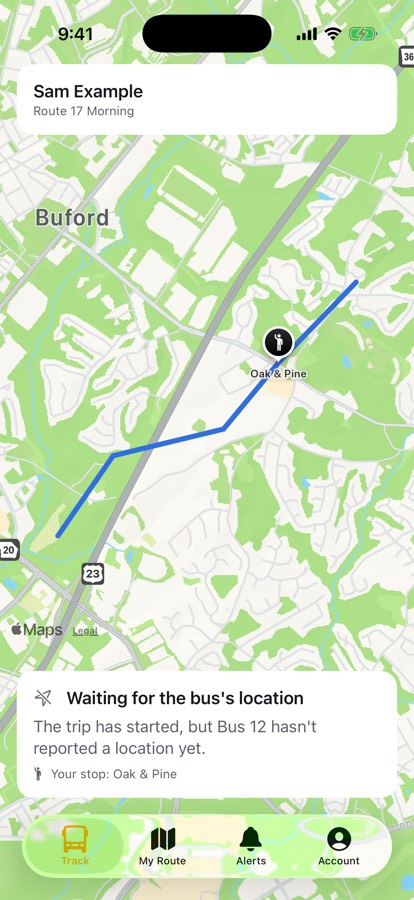 9:41
36
Sam Example
Route 17 Morning
Buford
Oak & Pine
20
23
Maps Legal
Waiting for the bus's location
The trip has started, but Bus 12 hasn't
reported a location yet.
Your stop: Oak & Pine
Track
My Route
Alerts
Account